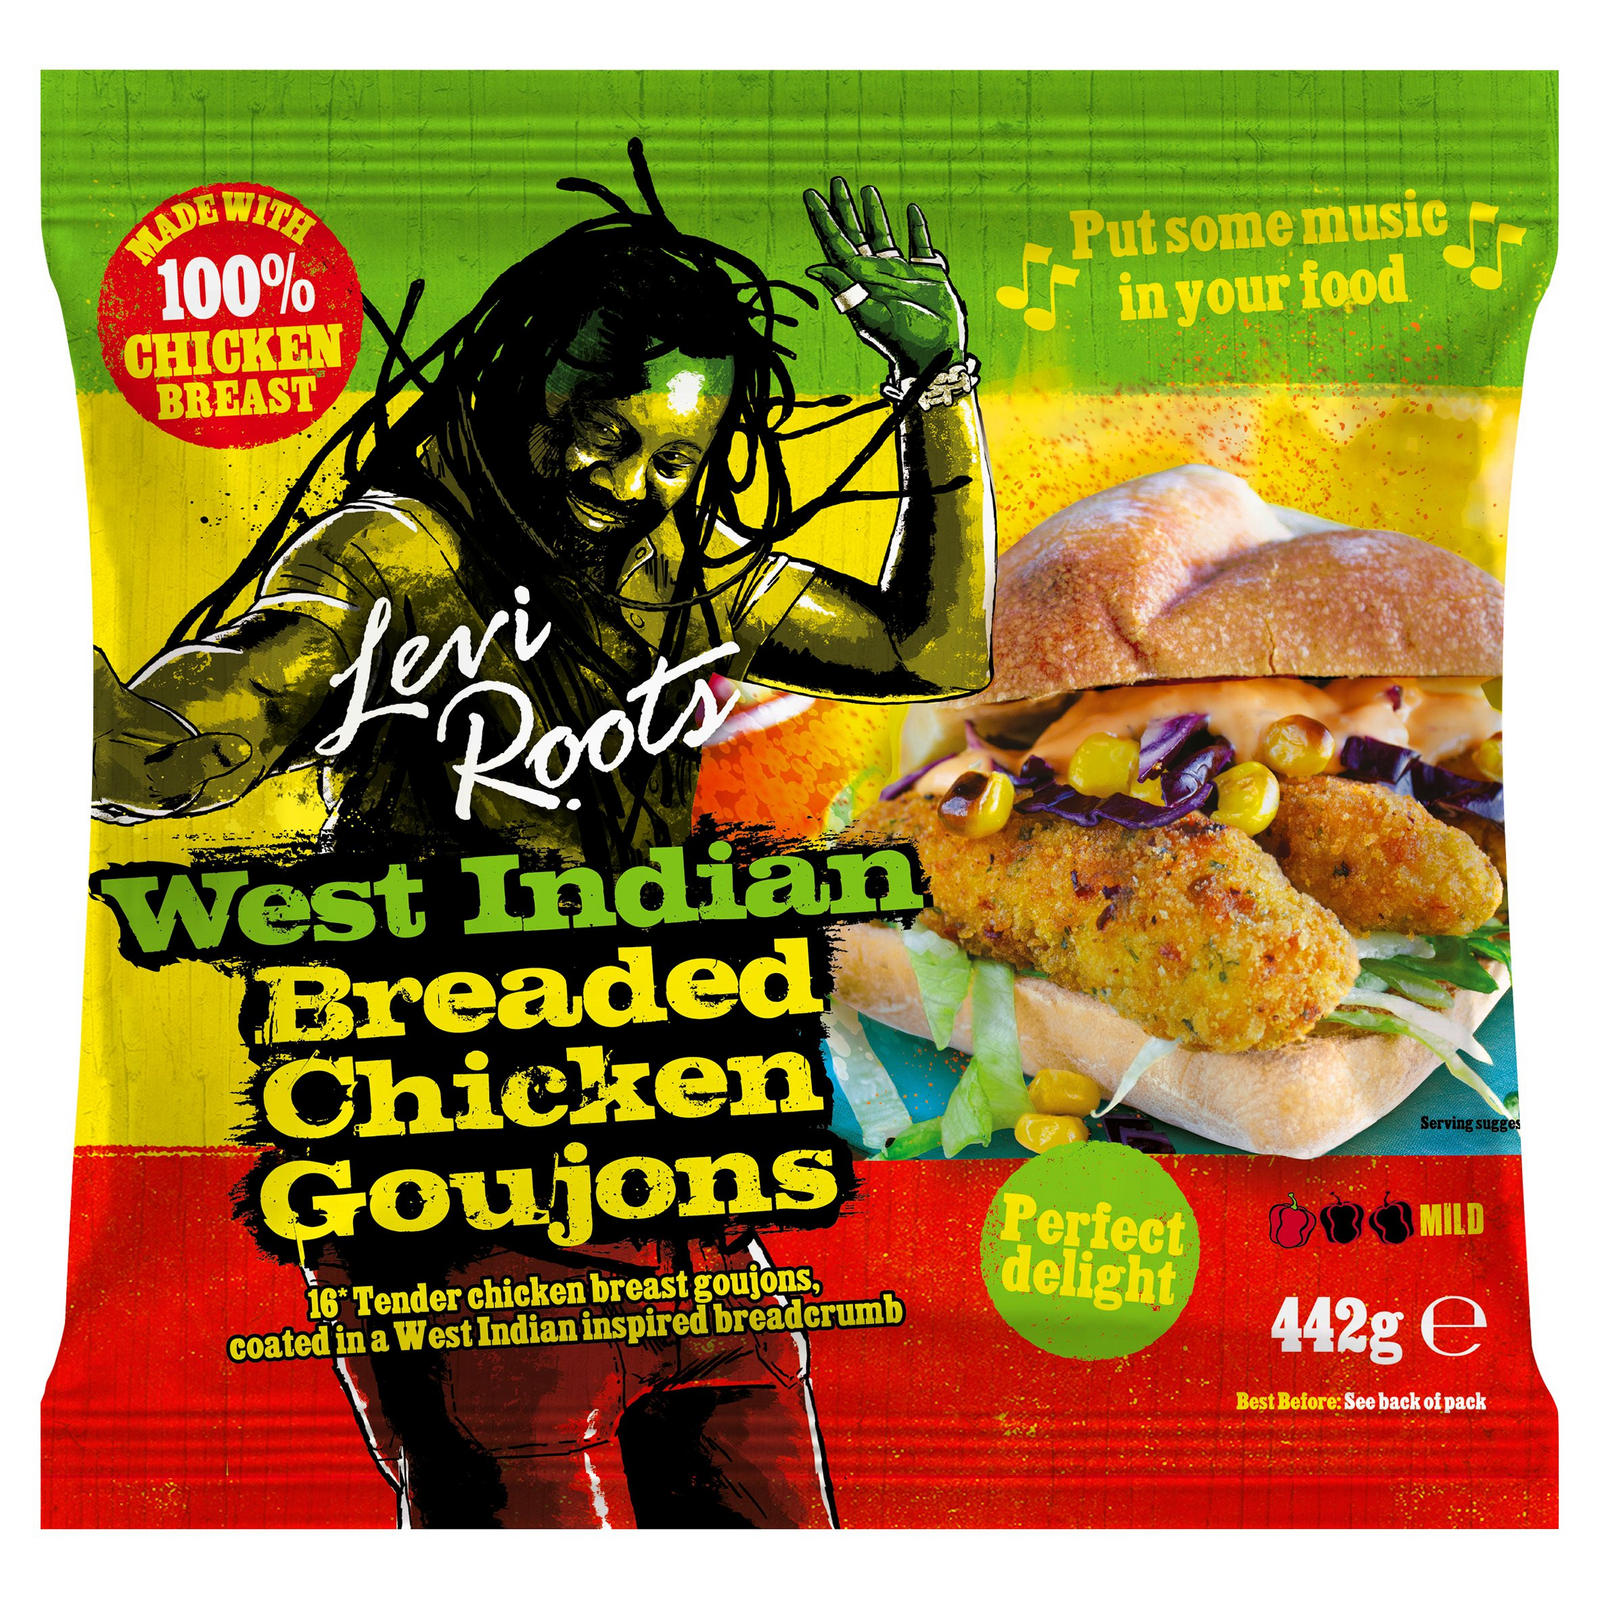 MADE WITH
100%
CHICKEN
BREAST
Put some music
in your food
Levi
Roots
West Indian
Breaded
Chicken
Goujons
16* Tender chicken breast goujons,
coated in a West Indian inspired breadcrumb
Serving sugges
Perfect
delight
MILD
442g ℮
Best Before: See back of pack